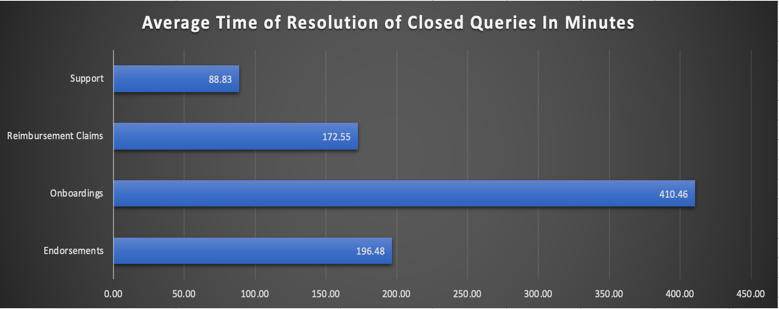 Average Time of Resolution of Closed Queries In Minutes
Support
88.83
Reimbursement Claims
172.55
Onboardings
410.46
Endorsements
196.48
0.00 50.00 100.00 150.00 200.00 250.00 300.00 350.00 400.00 450.00